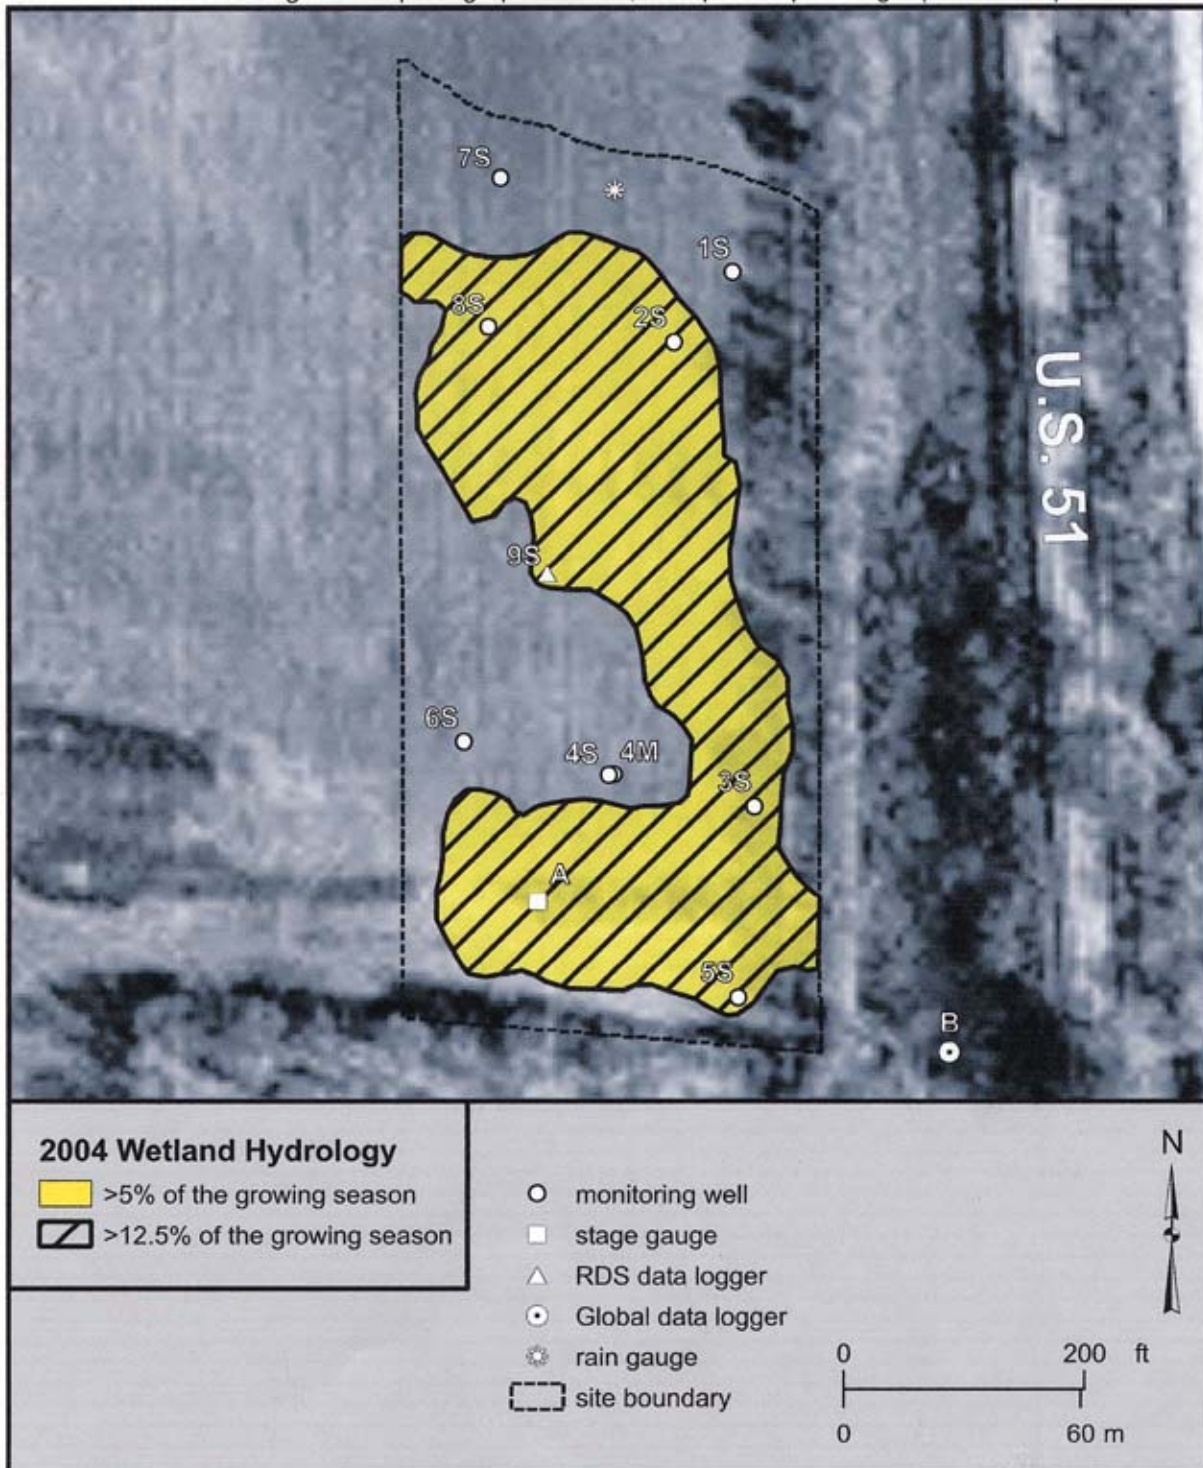 7S
1S
8S
2S
U.S. 51
9S
6S
4S 4M
3S
A
5S
B
2004 Wetland Hydrology
>5% of the growing season
>12.5% of the growing season
monitoring well
stage gauge
RDS data logger
Global data logger
rain gauge
site boundary
N
0 200 ft
0 60 m